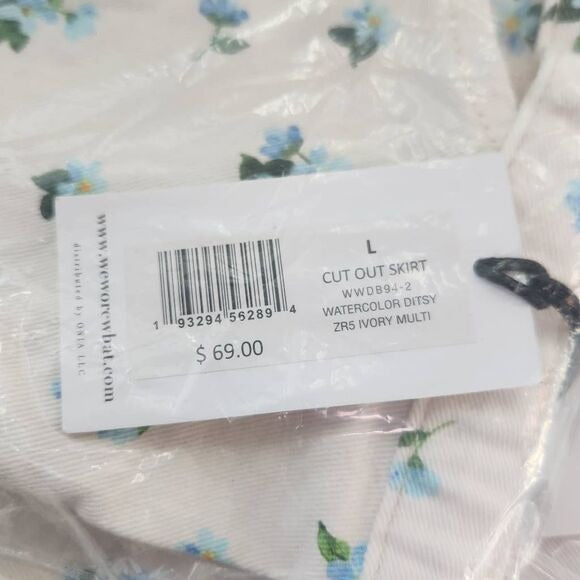 www.weworewhat.com
distributed by ONIA LLC
1 93294 56289 4
$ 69.00
L
CUT OUT SKIRT
WWDB94-2
WATERCOLOR DITSY
ZR5 IVORY MULTI